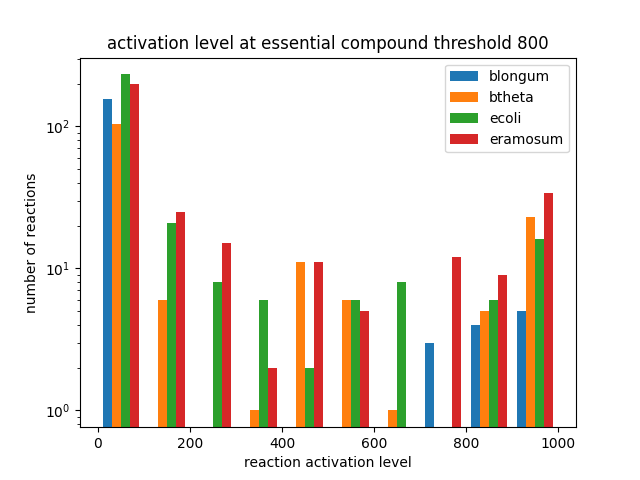 activation level at essential compound threshold 800
blongum
btheta
ecoli
eramosum
number of reactions
10²
10¹
10⁰
0 200 400 600 800 1000
reaction activation level